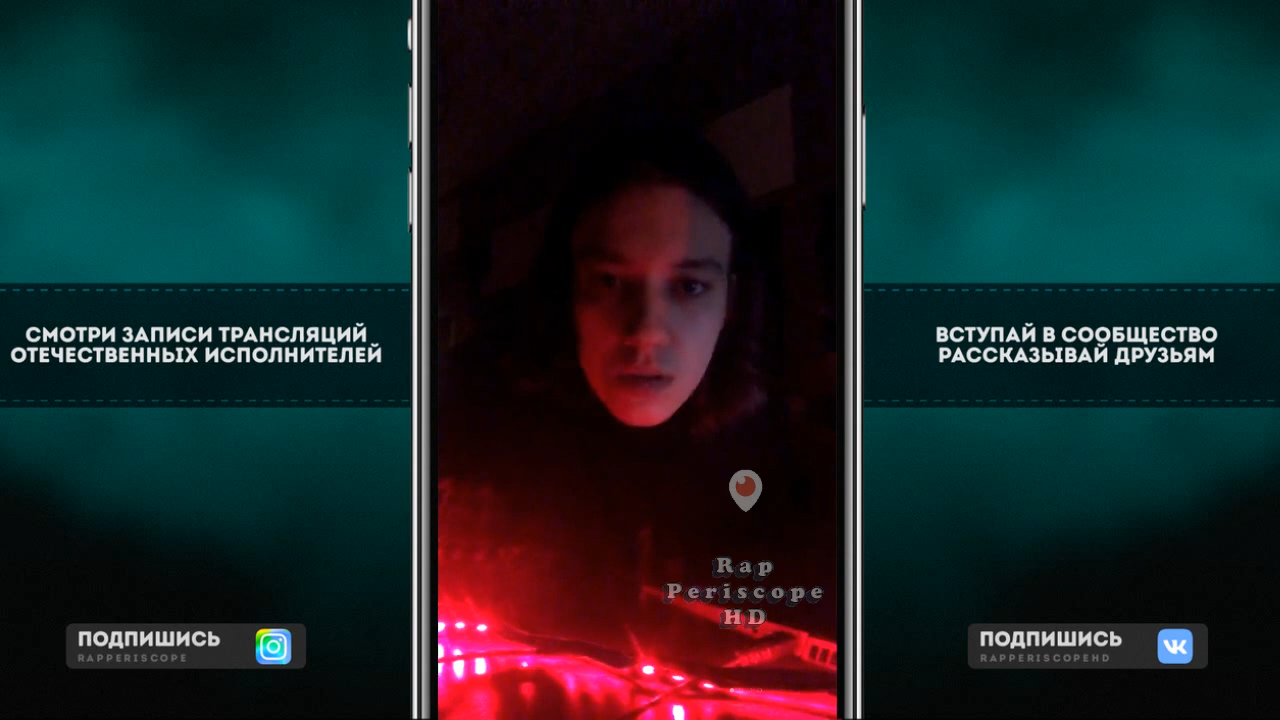 СМОТРИ ЗАПИСИ ТРАНСЛЯЦИЙ
ОТЕЧЕСТВЕННЫХ ИСПОЛНИТЕЛЕЙ
ВСТУПАЙ В СООБЩЕСТВО
РАССКАЗЫВАЙ ДРУЗЬЯМ
Rap
Periscope
HD
ПОДПИШИСЬ
RAPPERISCOPE
ПОДПИШИСЬ
RAPPERISCOPEHD